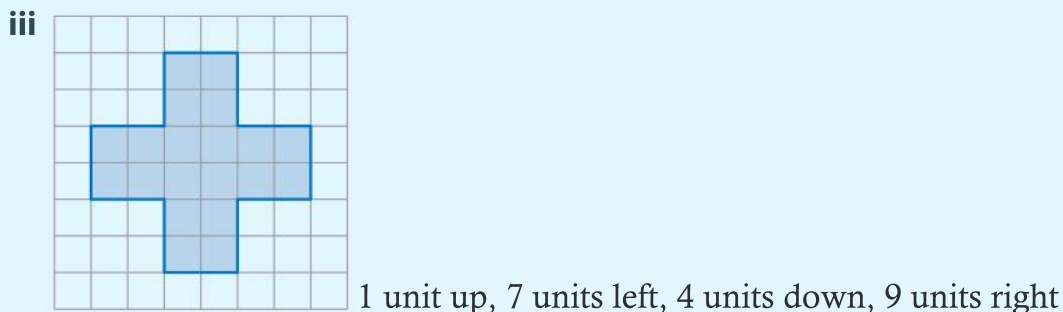 iii
1 unit up, 7 units left, 4 units down, 9 units right